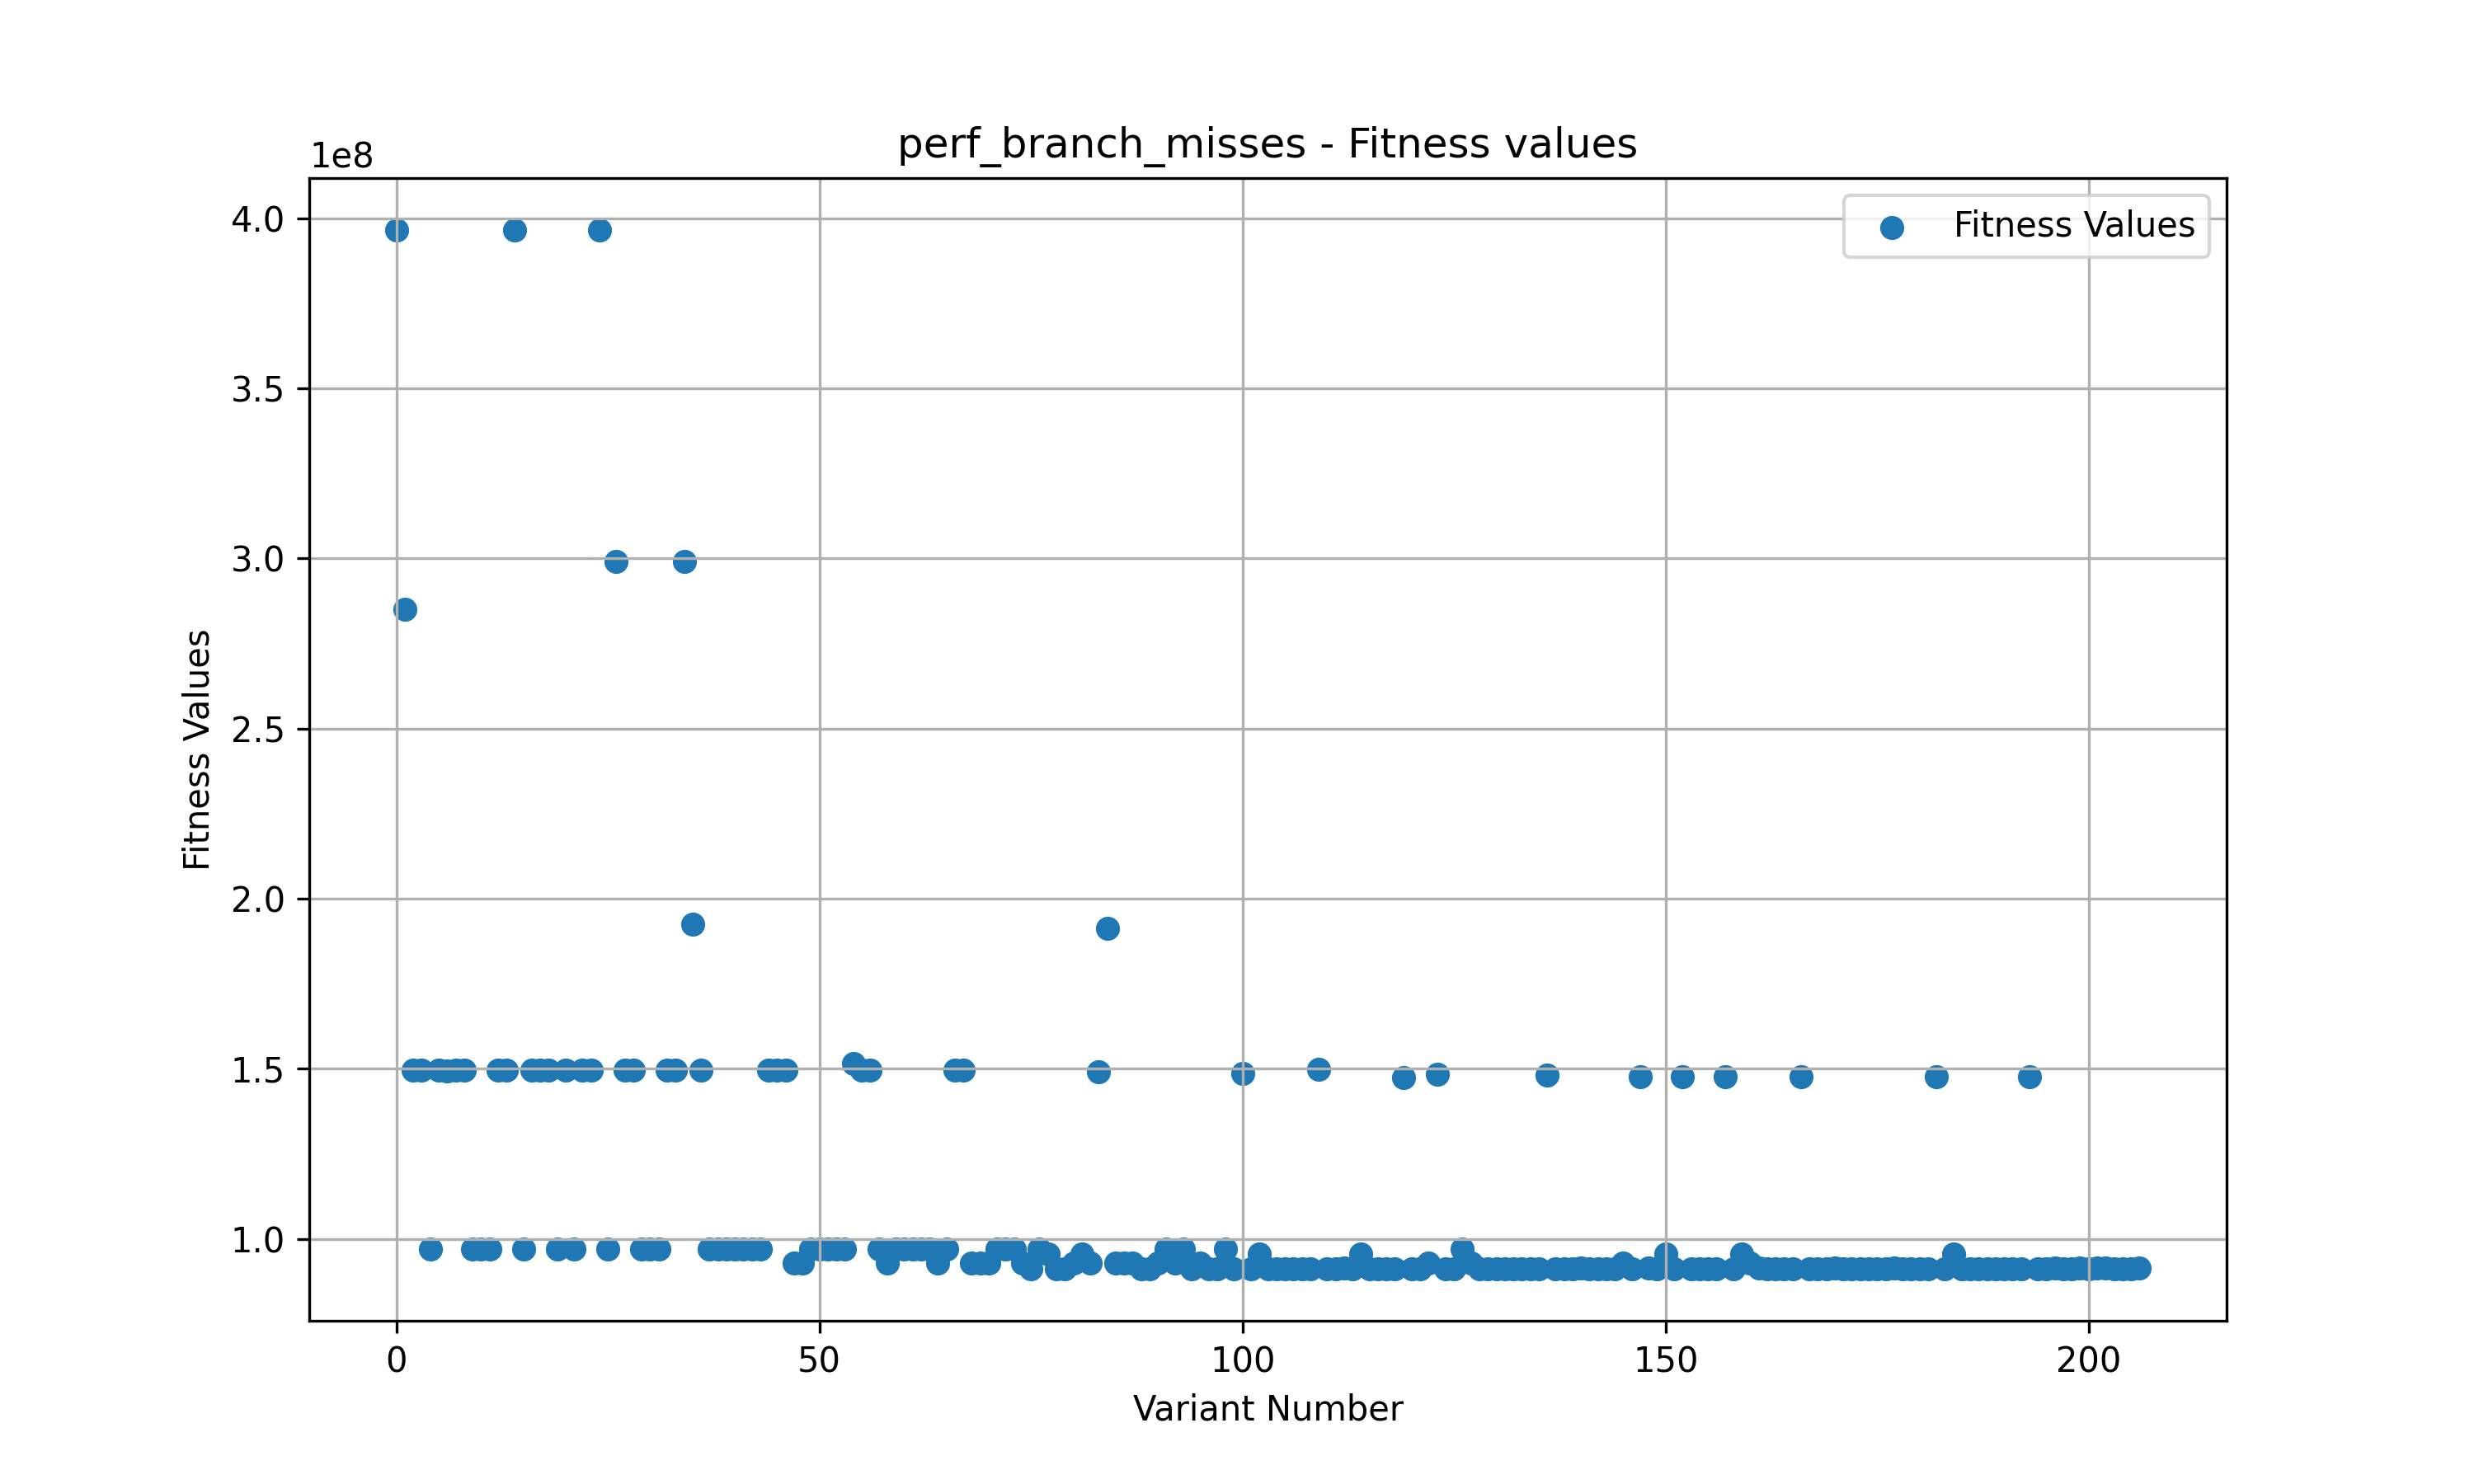 perf_branch_misses - Fitness values
1e8
Fitness Values
4.0
3.5
3.0
2.5
2.0
1.5
1.0
Fitness Values
0
50
100
150
200
Variant Number